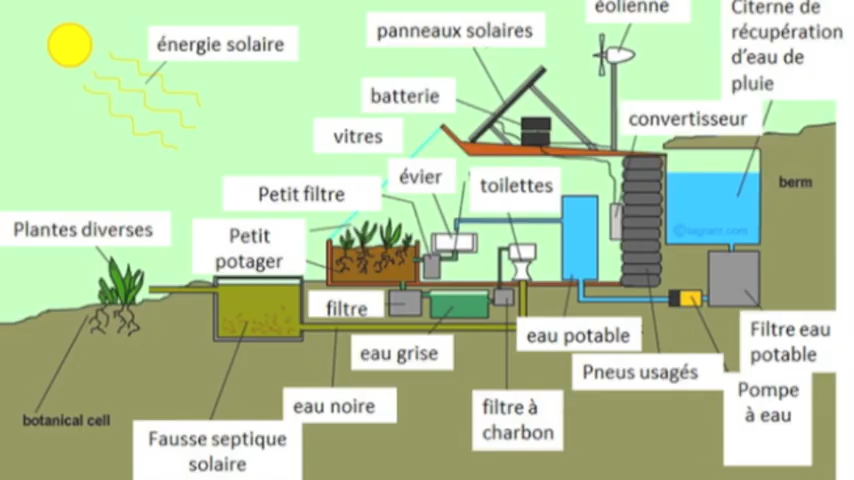 éolienne
Citerne de
récupération
d'eau de
pluie
énergie solaire
panneaux solaires
batterie
convertisseur
vitres
évier
toilettes
Petit filtre
berm
Plantes diverses
Petit
potager
filtre
eau grise
eau potable
Pneus usagés
Filtre eau
potable
Pompe
à eau
eau noire
filtre à
charbon
botanical cell
Fausse septique
solaire